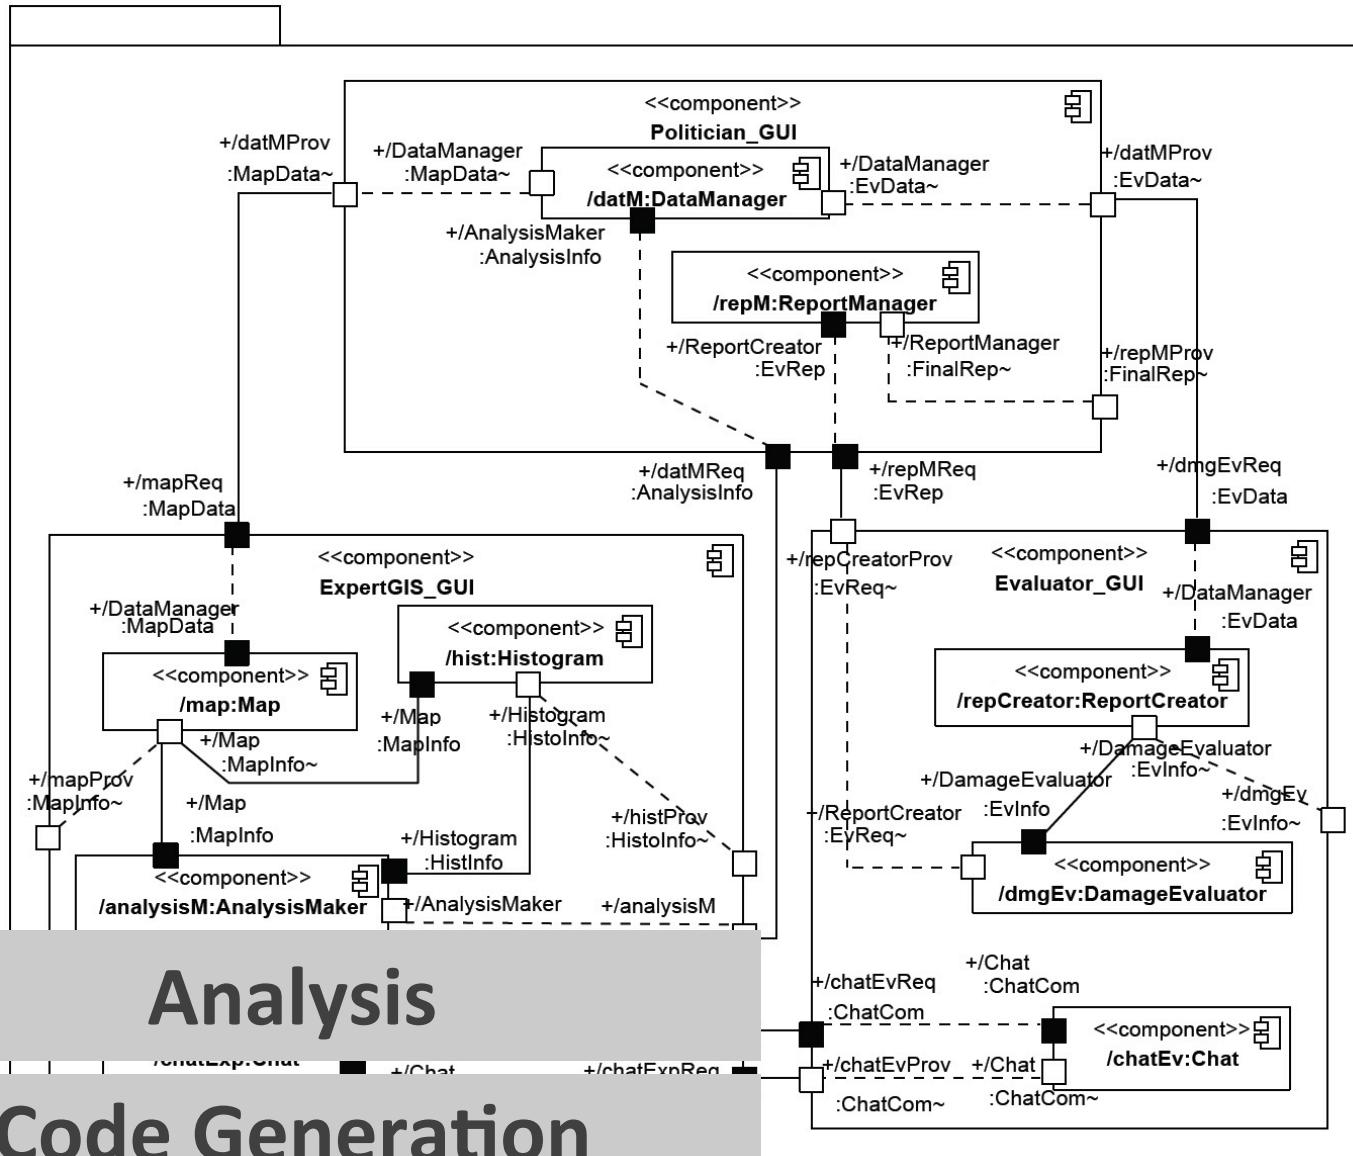 <<component>>
Politician_GUI
+/datMProv
:MapData~
+/DataManager
:MapData~
<<component>>
/datM:DataManager
+/DataManager
:EvData~
+/datMProv
:EvData~
+/AnalysisMaker
:AnalysisInfo
<<component>>
/repM:ReportManager
+/ReportCreator
:EvRep
+/ReportManager
:FinalRep~
+/repMProv
:FinalRep~
+/datMReq
:AnalysisInfo
+/repMReq
:EvRep
+/dmgEvReq
:EvData
+/mapReq
:MapData
<<component>>
ExpertGIS_GUI
+/DataManager
:MapData
<<component>>
/hist:Histogram
<<component>>
/map:Map
+/Map
:MapInfo
+/Histogram
:HistoInfo~
+/Map
:MapInfo~
+/mapProv
:MapInfo~
+/Map
:MapInfo
+/histProv
:HistoInfo~
+/Histogram
:HistInfo
<<component>>
/analysisM:AnalysisMaker
+/AnalysisMaker
+/analysisM
+/repCreatorProv
:EvReq~
<<component>>
Evaluator_GUI
+/DataManager
:EvData
<<component>>
/repCreator:ReportCreator
+/DamageEvaluator
:EvInfo~
+/DamageEvaluator
:EvInfo
+/dmgEv
:EvInfo~
+/ReportCreator
:EvReq~
<<component>>
/dmgEv:DamageEvaluator
Analysis
+/chatEvReq
:ChatCom
+/Chat
:ChatCom
<<component>>
/chatEv:Chat
/chatExp:Chat
+/Chat
+/chatExpReq
+/chatEvProv
:ChatCom~
+/Chat
:ChatCom~
Code Generation